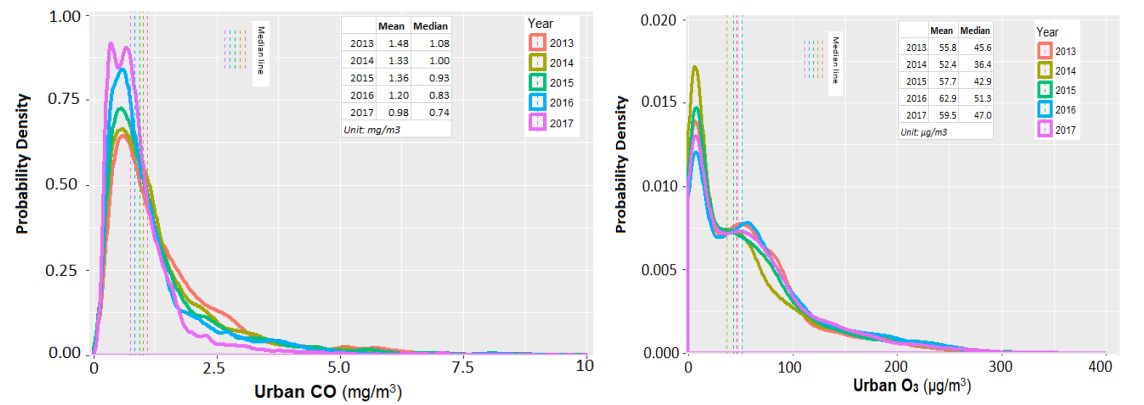 1.00
0.75
0.50
0.25
0.00
Probability Density
0
2.5
5.0
7.5
10
Urban CO (mg/m³)
Median line
Mean Median
2013 1.48 1.08
2014 1.33 1.00
2015 1.36 0.93
2016 1.20 0.83
2017 0.98 0.74
Unit: mg/m3
Year
2013
2014
2015
2016
2017
0.020
0.015
0.010
0.005
0.000
Probability Density
0
100
200
300
400
Urban O₃ (µg/m³)
Median line
Mean Median
2013 55.8 45.6
2014 52.4 36.4
2015 57.7 42.9
2016 62.9 51.3
2017 59.5 47.0
Unit: µg/m3
Year
2013
2014
2015
2016
2017